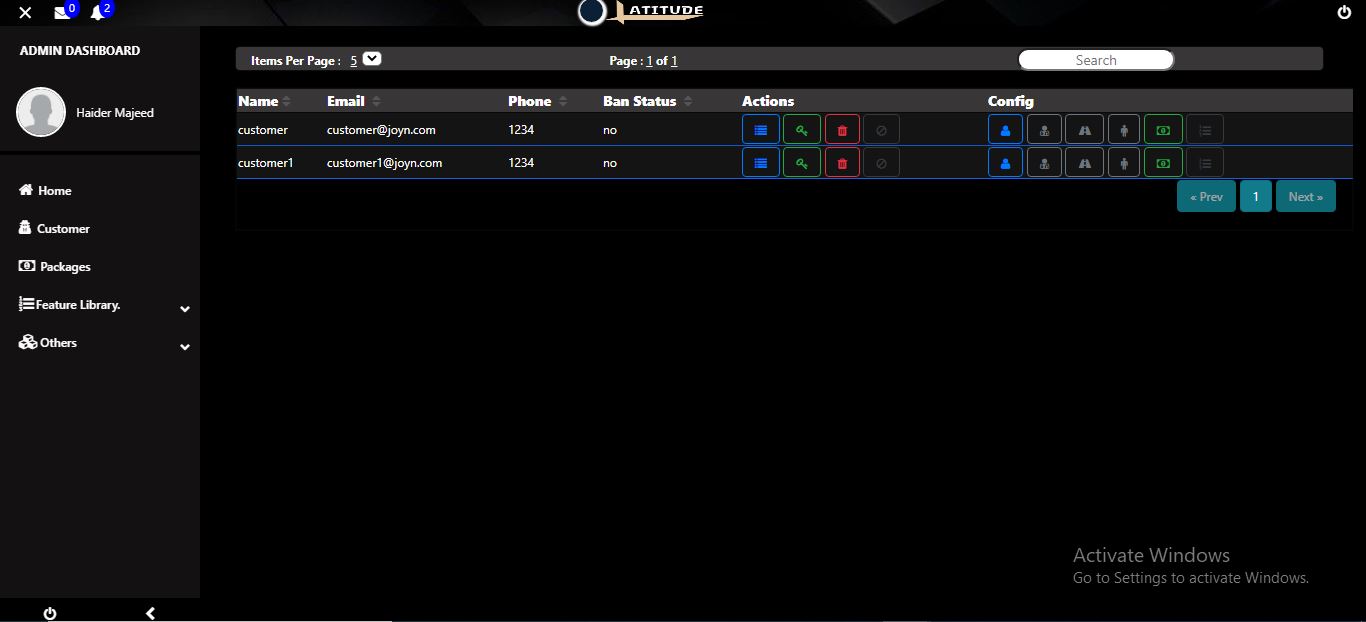 0 2 ATITUDE
ADMIN DASHBOARD
Haider Majeed
Home
Customer
Packages
Feature Library.
Others
Items Per Page : 5 Page : 1 of 1 Search
Name Email Phone Ban Status Actions Config
customer customer@joyn.com 1234 no
customer1 customer1@joyn.com 1234 no
« Prev 1 Next »
Activate Windows
Go to Settings to activate Windows.